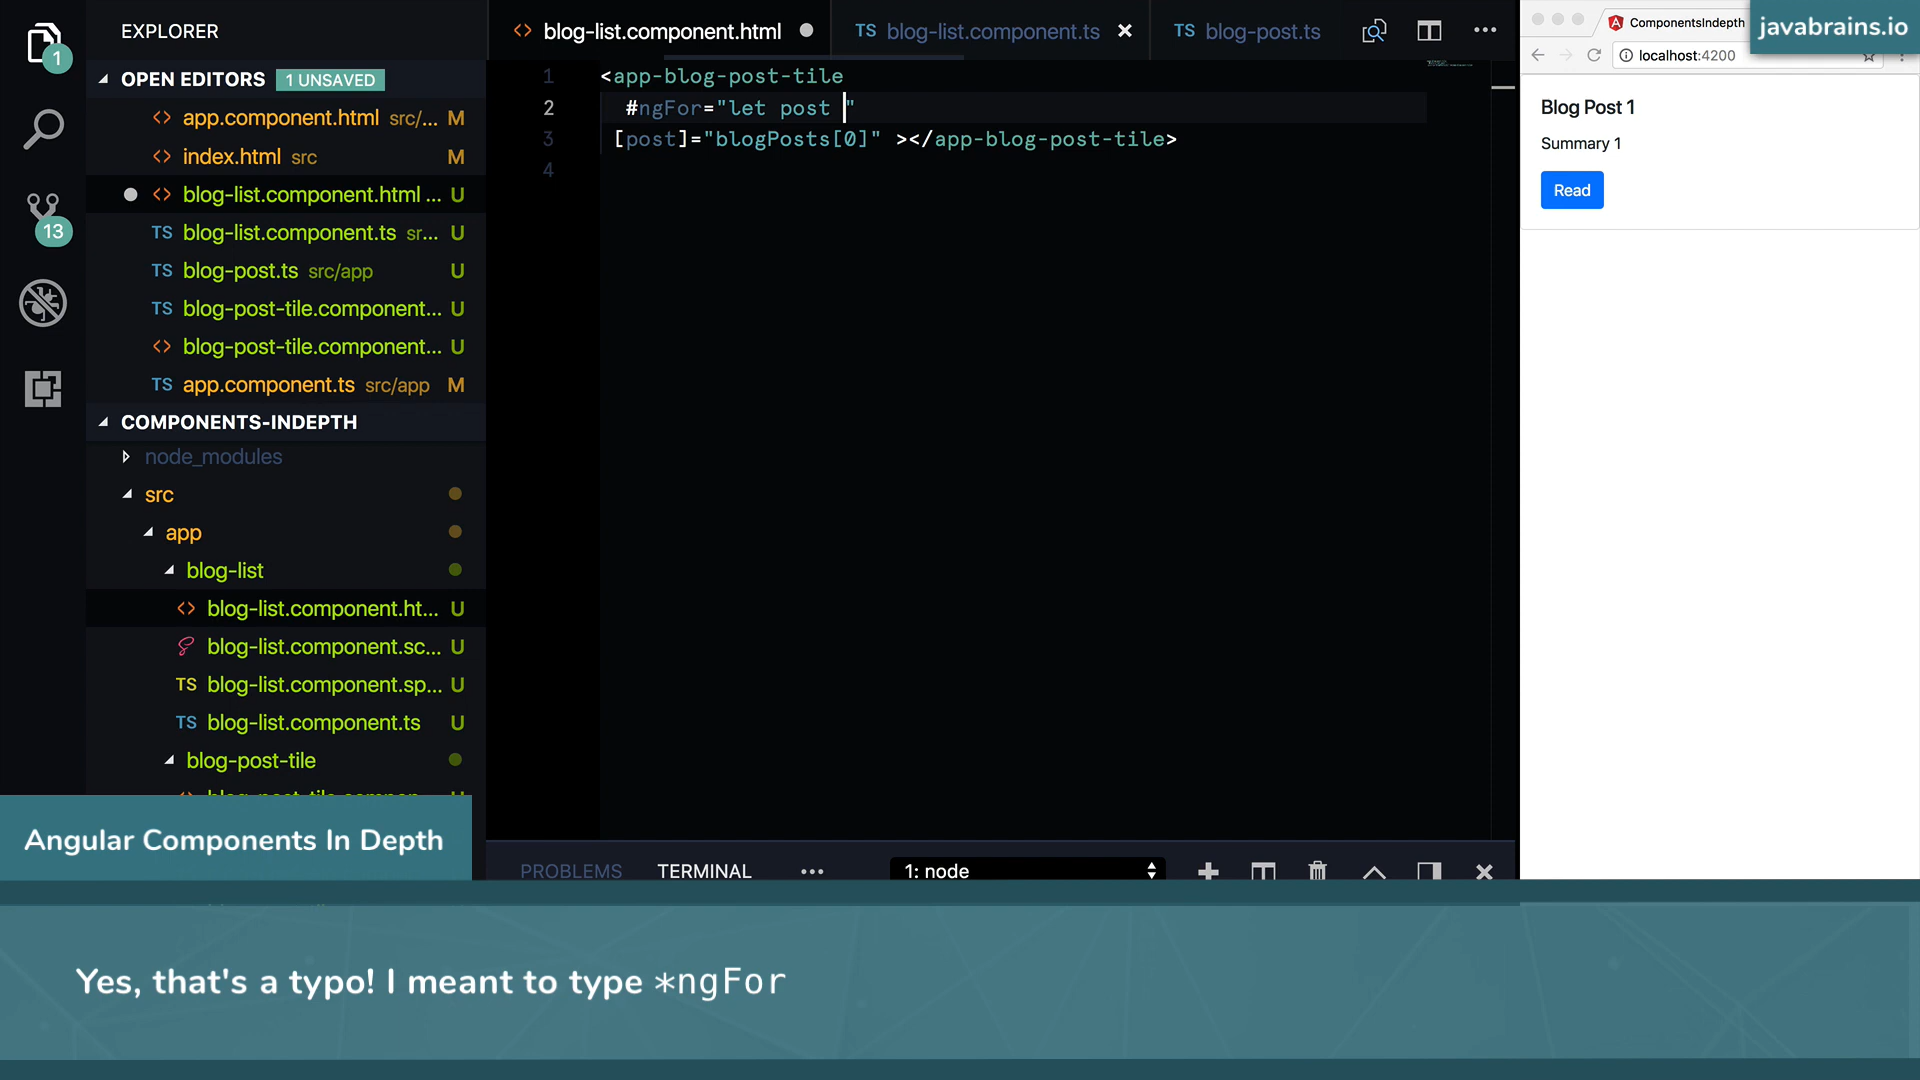 EXPLORER
OPEN EDITORS 1 UNSAVED
app.component.html src/... M
index.html src M
blog-list.component.html ... U
TS blog-list.component.ts sr... U
TS blog-post.ts src/app U
TS blog-post-tile.component... U
blog-post-tile.component... U
TS app.component.ts src/app M
COMPONENTS-INDEPTH
node_modules
src
app
blog-list
blog-list.component.ht... U
blog-list.component.sc... U
TS blog-list.component.sp... U
TS blog-list.component.ts U
blog-post-tile
1
13
blog-list.component.html
TS blog-list.component.ts
TS blog-post.ts
1 <app-blog-post-tile
2 #ngFor="let post "
3 [post]="blogPosts[0]" ></app-blog-post-tile>
4
PROBLEMS TERMINAL ... 1: node
ComponentsIndepth
javabrains.io
localhost:4200
Blog Post 1
Summary 1
Read
Angular Components In Depth
Yes, that's a typo! I meant to type *ngFor